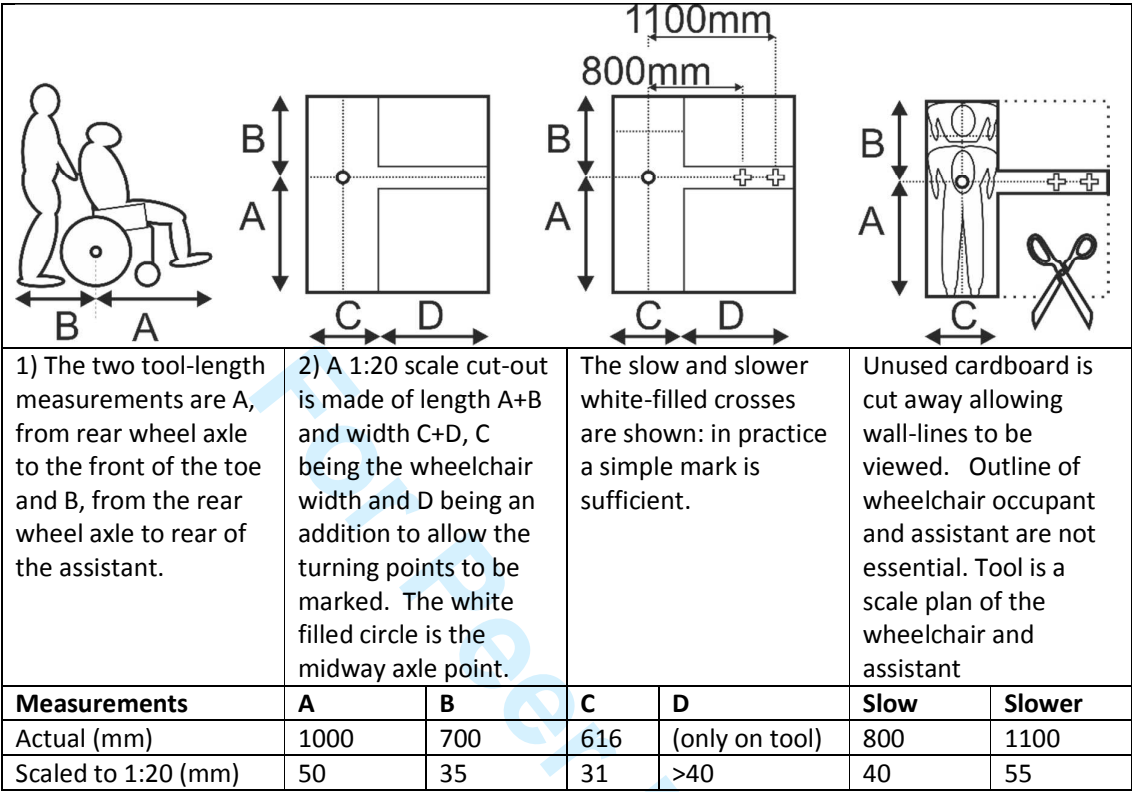 1100mm
800mm
B
A
B
A
B
A
B
A
C
D
C
D
C
1) The two tool-length
measurements are A,
from rear wheel axle
to the front of the toe
and B, from the rear
wheel axle to rear of
the assistant.
2) A 1:20 scale cut-out
is made of length A+B
and width C+D, C
being the wheelchair
width and D being an
addition to allow the
turning points to be
marked. The white
filled circle is the
midway axle point.
The slow and slower
white-filled crosses
are shown: in practice
a simple mark is
sufficient.
Unused cardboard is
cut away allowing
wall-lines to be
viewed. Outline of
wheelchair occupant
and assistant are not
essential. Tool is a
scale plan of the
wheelchair and
assistant
Measurements A B C D Slow Slower
Actual (mm) 1000 700 616 (only on tool) 800 1100
Scaled to 1:20 (mm) 50 35 31 >40 40 55
For Peer